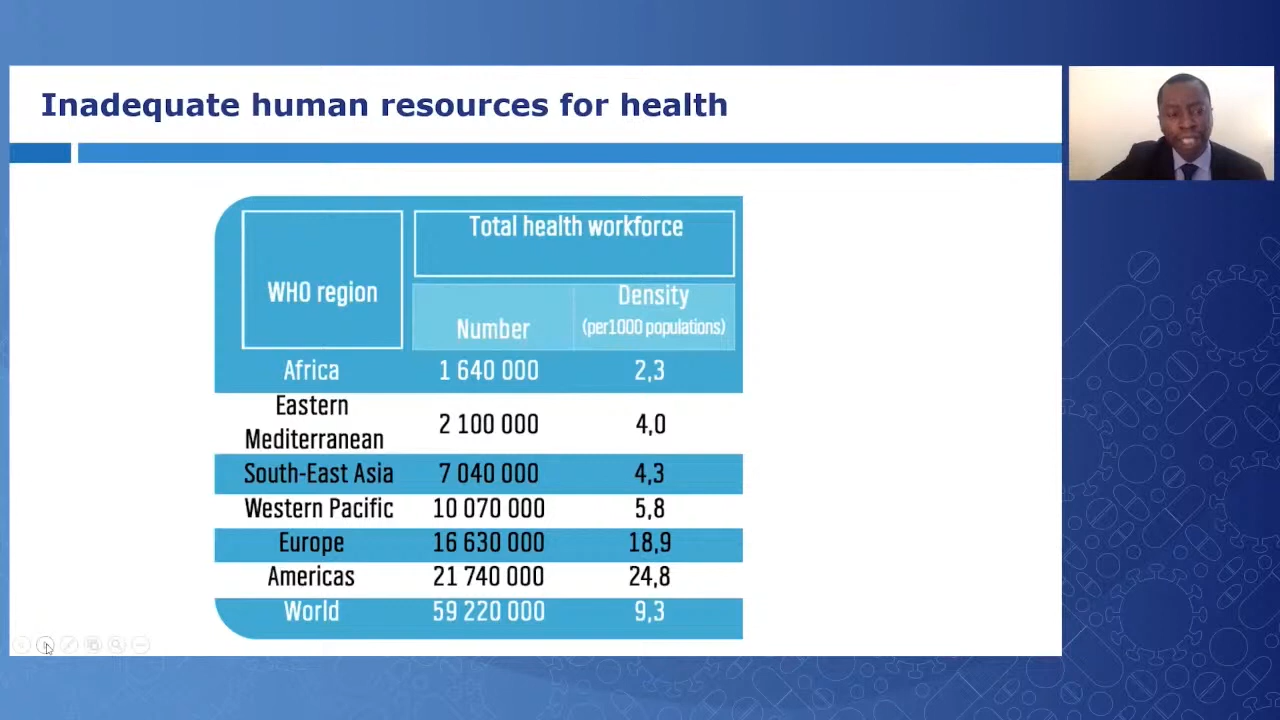 Inadequate human resources for health
WHO region
Total health workforce
Number
Density
(per1000 populations)
Africa 1 640 000 2,3
Eastern
Mediterranean 2 100 000 4,0
South-East Asia 7 040 000 4,3
Western Pacific 10 070 000 5,8
Europe 16 630 000 18,9
Americas 21 740 000 24,8
World 59 220 000 9,3